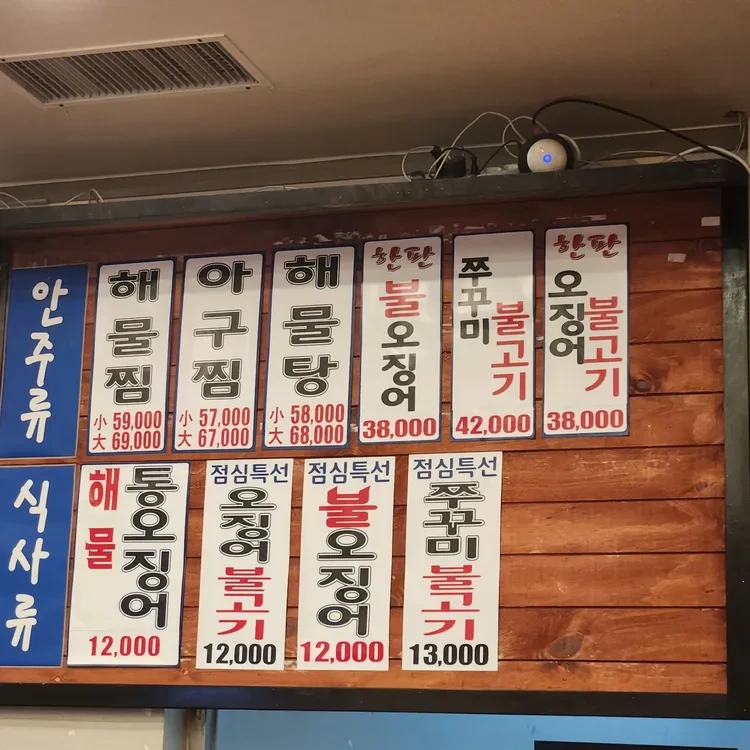 안주류
해물찜
小 59,000
大 69,000
아구찜
小 57,000
大 67,000
해물탕
小 58,000
大 68,000
한판
불오징어
38,000
쭈꾸미
불고기
42,000
한판
오징어
불고기
38,000
식사류
해물
통오징어
12,000
점심특선
오징어
불고기
12,000
점심특선
불오징어
12,000
점심특선
쭈꾸미
불고기
13,000